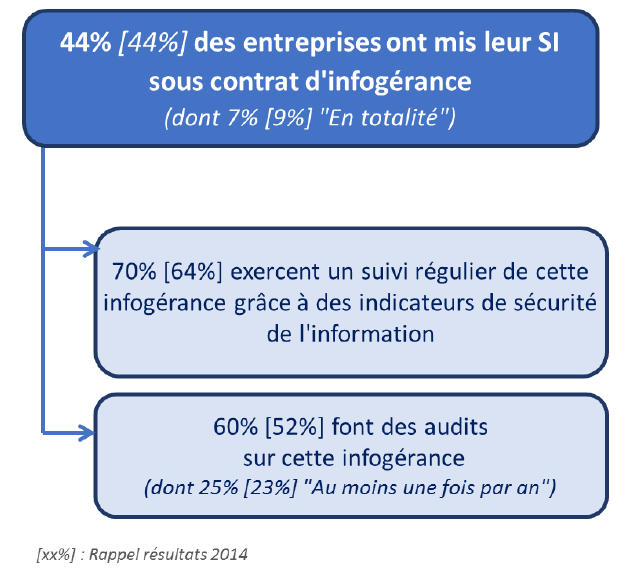 44% [44%] des entreprises ont mis leur SI
sous contrat d'infogérance
(dont 7% [9%] "En totalité")
70% [64%] exercent un suivi régulier de cette
infogérance grâce à des indicateurs de sécurité
de l'information
60% [52%] font des audits
sur cette infogérance
(dont 25% [23%] "Au moins une fois par an")
[xx%] : Rappel résultats 2014